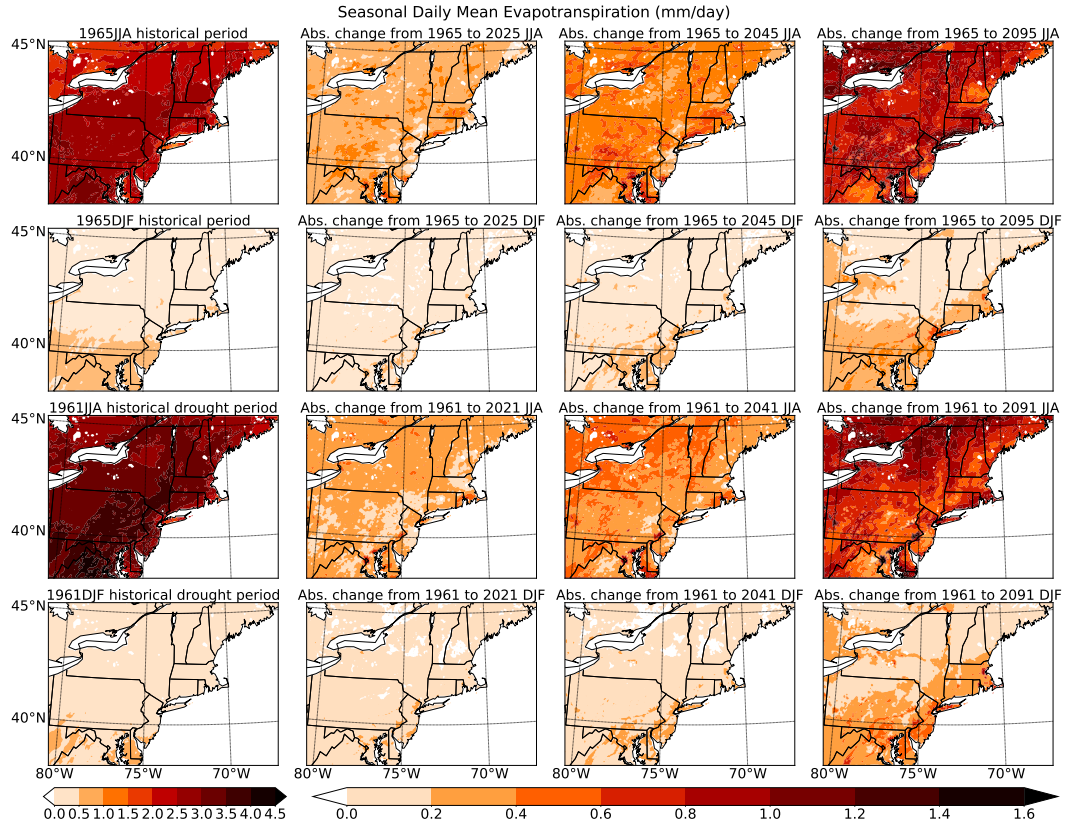 Seasonal Daily Mean Evapotranspiration (mm/day)
1965JJA historical period
Abs. change from 1965 to 2025 JJA
Abs. change from 1965 to 2045 JJA
Abs. change from 1965 to 2095 JJA
45°N
40°N
1965DJF historical period
Abs. change from 1965 to 2025 DJF
Abs. change from 1965 to 2045 DJF
Abs. change from 1965 to 2095 DJF
45°N
40°N
1961JJA historical drought period
Abs. change from 1961 to 2021 JJA
Abs. change from 1961 to 2041 JJA
Abs. change from 1961 to 2091 JJA
45°N
40°N
1961DJF historical drought period
Abs. change from 1961 to 2021 DJF
Abs. change from 1961 to 2041 DJF
Abs. change from 1961 to 2091 DJF
45°N
40°N
80°W 75°W 70°W
80°W 75°W 70°W
80°W 75°W 70°W
80°W 75°W 70°W
0.0 0.5 1.0 1.5 2.0 2.5 3.0 3.5 4.0 4.5
0.0 0.2 0.4 0.6 0.8 1.0 1.2 1.4 1.6